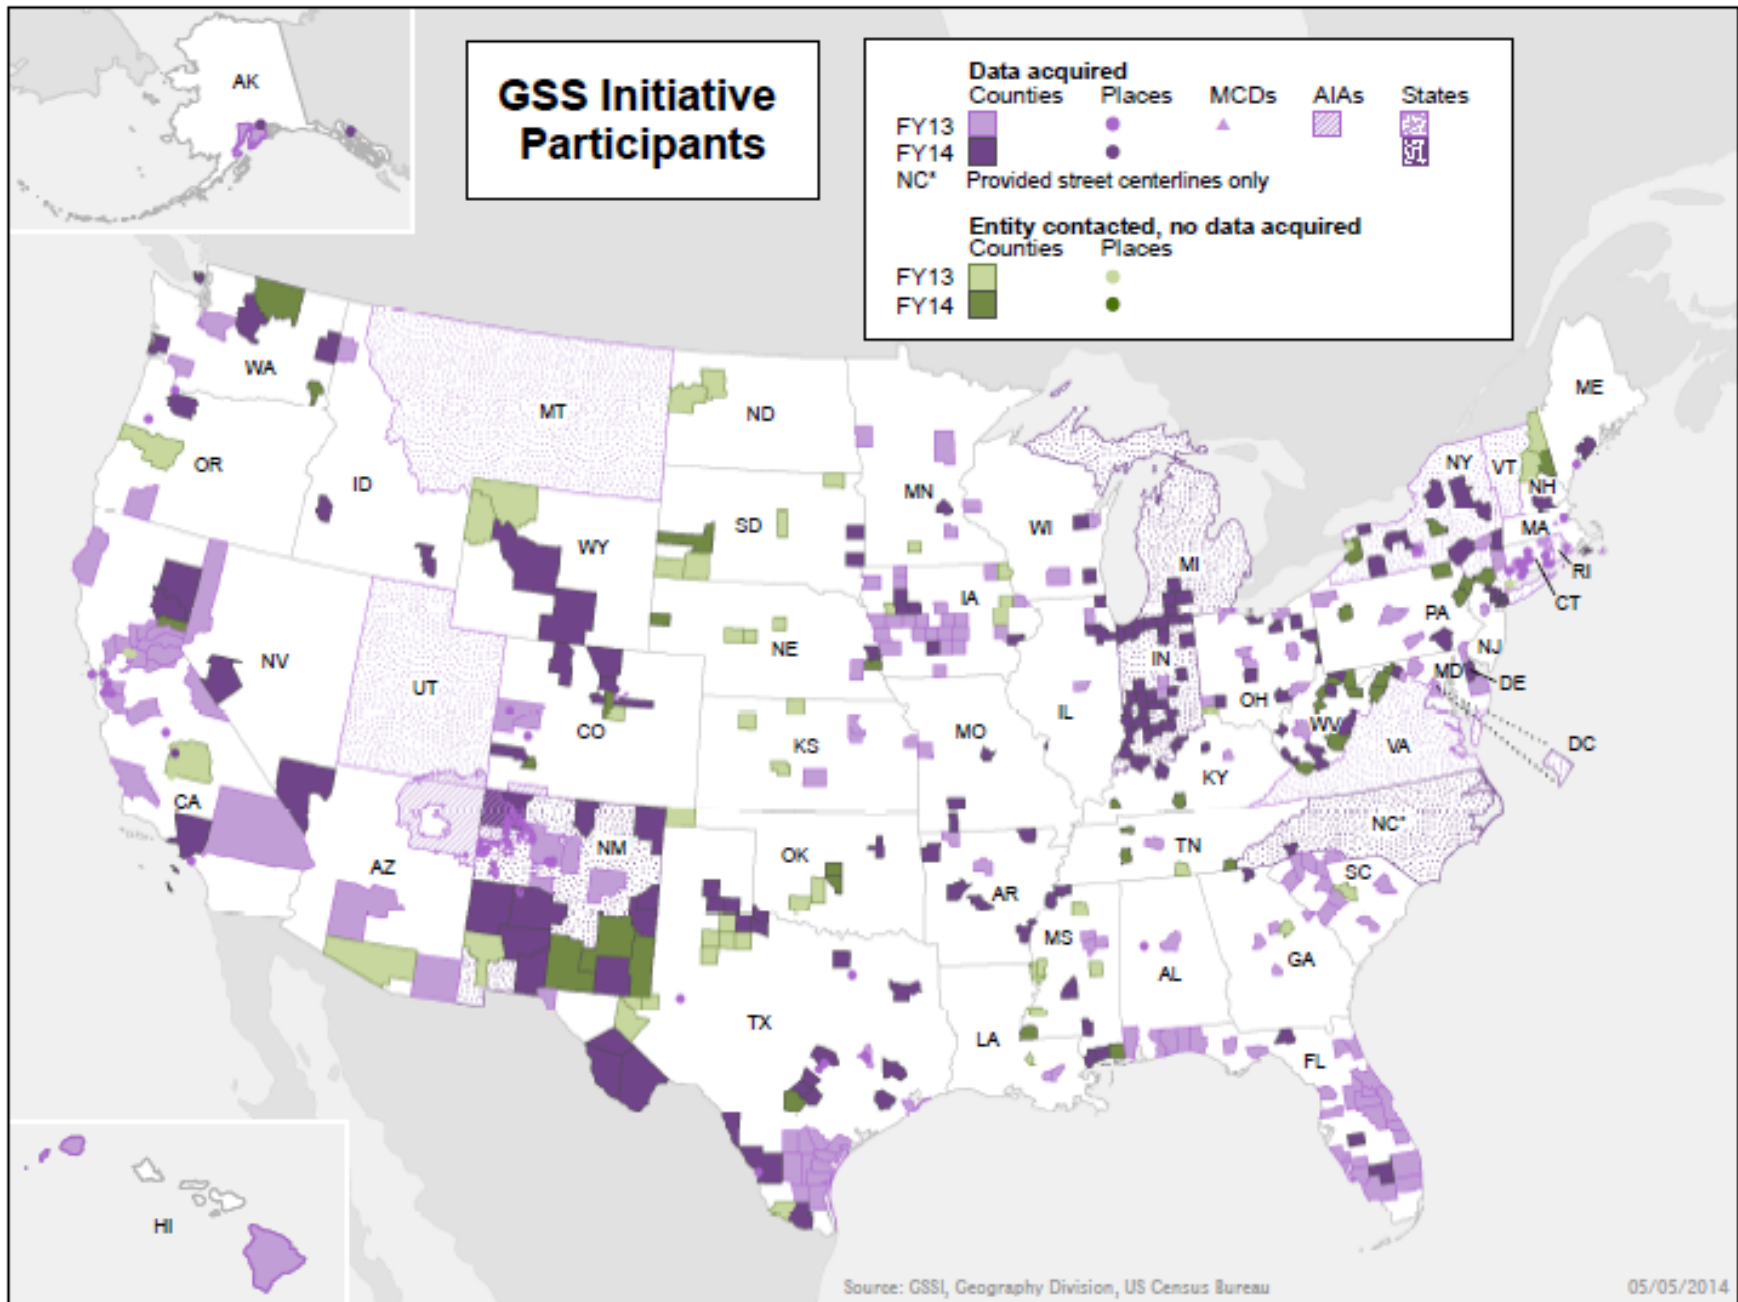 GSS Initiative
Participants
Data acquired
Counties Places MCDs AIAs States
FY13
FY14
NC* Provided street centerlines only
Entity contacted, no data acquired
Counties Places
FY13
FY14
AK
WA
MT
ND
ME
OR
ID
MN
NY
VT
NH
SD
WI
MA
WY
MI
RI
IA
CT
PA
NE
NJ
NV
IN
MD
UT
OH
DE
IL
CO
WV
KS
MO
VA
DC
KY
CA
NC*
NM
TN
OK
AZ
SC
AR
MS
GA
AL
TX
LA
FL
HI
Source: GSSI, Geography Division, US Census Bureau
05/05/2014